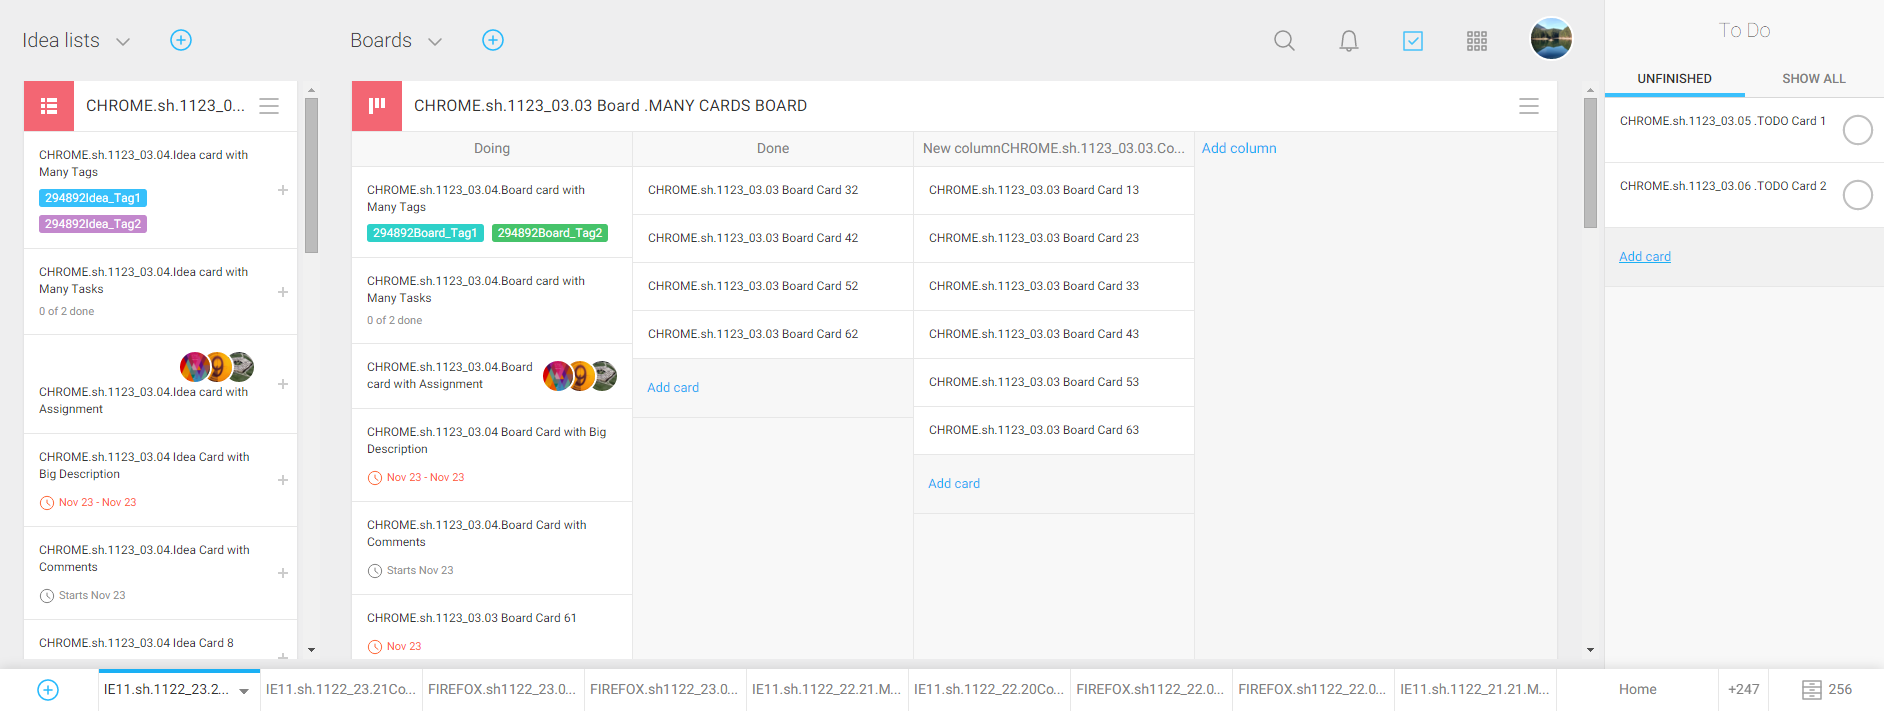 Idea lists
Boards
To Do
UNFINISHED
SHOW ALL
CHROME.sh.1123_0...
CHROME.sh.1123_03.04.Idea card with
Many Tags
294892Idea_Tag1
294892Idea_Tag2
CHROME.sh.1123_03.04.Idea card with
Many Tasks
0 of 2 done
CHROME.sh.1123_03.04.Idea card with
Assignment
CHROME.sh.1123_03.04 Idea Card with
Big Description
Nov 23 - Nov 23
CHROME.sh.1123_03.04.Idea Card with
Comments
Starts Nov 23
CHROME.sh.1123_03.04 Idea Card 8
CHROME.sh.1123_03.03 Board .MANY CARDS BOARD
Doing
CHROME.sh.1123_03.04.Board card with
Many Tags
294892Board_Tag1
294892Board_Tag2
CHROME.sh.1123_03.04.Board card with
Many Tasks
0 of 2 done
CHROME.sh.1123_03.04.Board
card with Assignment
CHROME.sh.1123_03.04 Board Card with Big
Description
Nov 23 - Nov 23
CHROME.sh.1123_03.04.Board Card with
Comments
Starts Nov 23
CHROME.sh.1123_03.03 Board Card 61
Nov 23
Done
CHROME.sh.1123_03.03 Board Card 32
CHROME.sh.1123_03.03 Board Card 42
CHROME.sh.1123_03.03 Board Card 52
CHROME.sh.1123_03.03 Board Card 62
Add card
New columnCHROME.sh.1123_03.03.Co...
CHROME.sh.1123_03.03 Board Card 13
CHROME.sh.1123_03.03 Board Card 23
CHROME.sh.1123_03.03 Board Card 33
CHROME.sh.1123_03.03 Board Card 43
CHROME.sh.1123_03.03 Board Card 53
CHROME.sh.1123_03.03 Board Card 63
Add card
Add column
CHROME.sh.1123_03.05 .TODO Card 1
CHROME.sh.1123_03.06 .TODO Card 2
Add card
IE11.sh.1122_23.2...
IE11.sh.1122_23.21Co...
FIREFOX.sh1122_23.0...
FIREFOX.sh1122_23.0...
IE11.sh.1122_22.21.M...
IE11.sh.1122_22.20Co...
FIREFOX.sh1122_22.0...
FIREFOX.sh1122_22.0...
IE11.sh.1122_21.21.M...
Home
+247
256